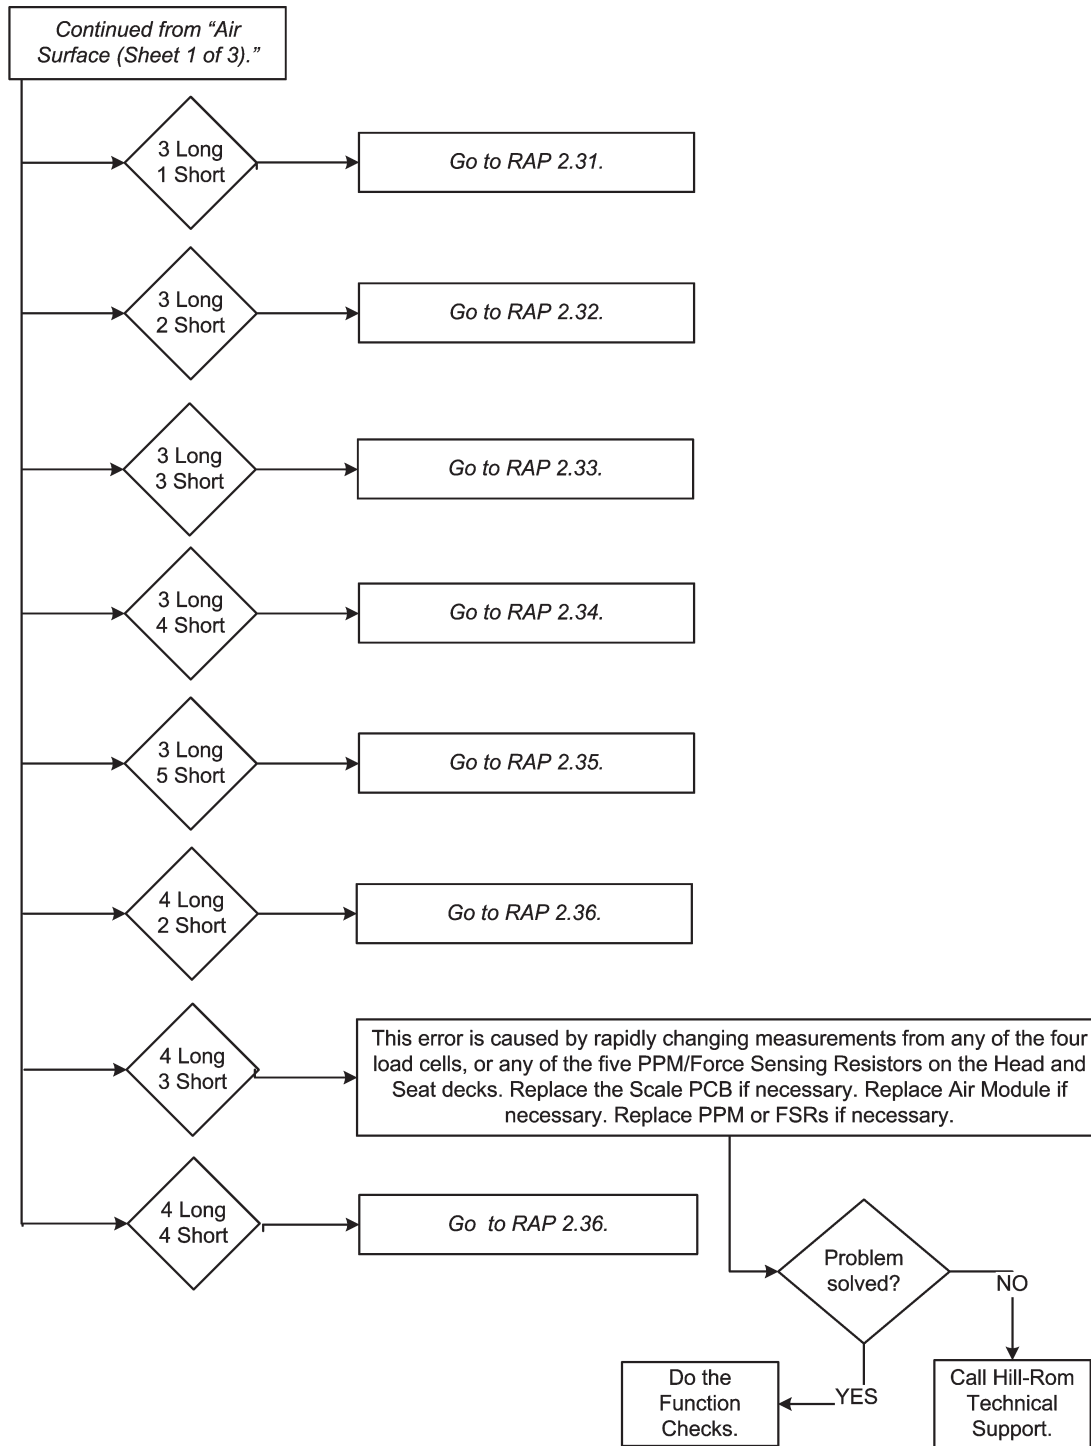 Continued from “Air
Surface (Sheet 1 of 3).”
3 Long
1 Short
Go to RAP 2.31.
3 Long
2 Short
Go to RAP 2.32.
3 Long
3 Short
Go to RAP 2.33.
3 Long
4 Short
Go to RAP 2.34.
3 Long
5 Short
Go to RAP 2.35.
4 Long
2 Short
Go to RAP 2.36.
4 Long
3 Short
This error is caused by rapidly changing measurements from any of the four
load cells, or any of the five PPM/Force Sensing Resistors on the Head and
Seat decks. Replace the Scale PCB if necessary. Replace Air Module if
necessary. Replace PPM or FSRs if necessary.
4 Long
4 Short
Go to RAP 2.36.
Problem
solved?
NO
YES
Do the
Function
Checks.
Call Hill-Rom
Technical
Support.